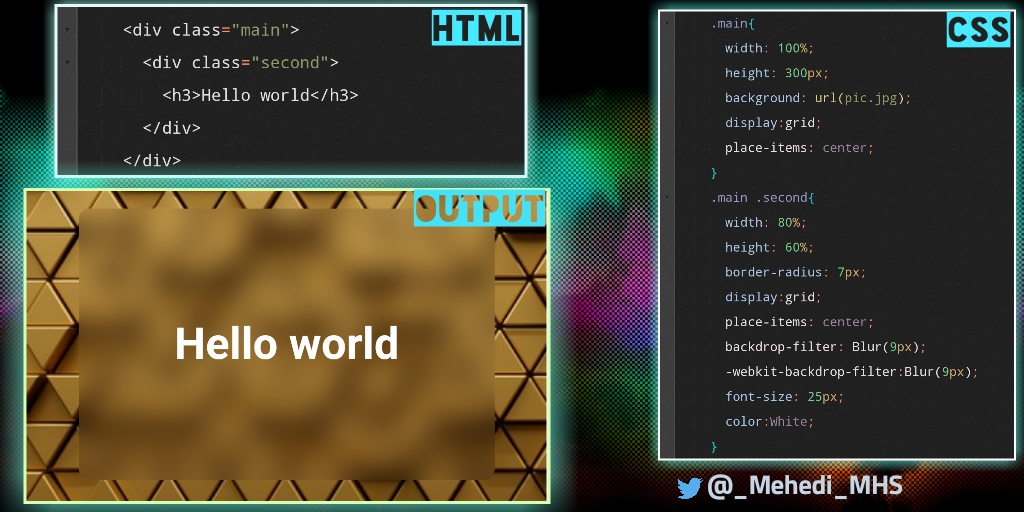 HTML
<div class="main">
<div class="second">
<h3>Hello world</h3>
</div>
</div>
OUTPUT
Hello world
CSS
.main{
width: 100%;
height: 300px;
background: url(pic.jpg);
display:grid;
place-items: center;
}
.main .second{
width: 80%;
height: 60%;
border-radius: 7px;
display:grid;
place-items: center;
backdrop-filter: Blur(9px);
-webkit-backdrop-filter:Blur(9px);
font-size: 25px;
color:White;
}
@_Mehedi_MHS